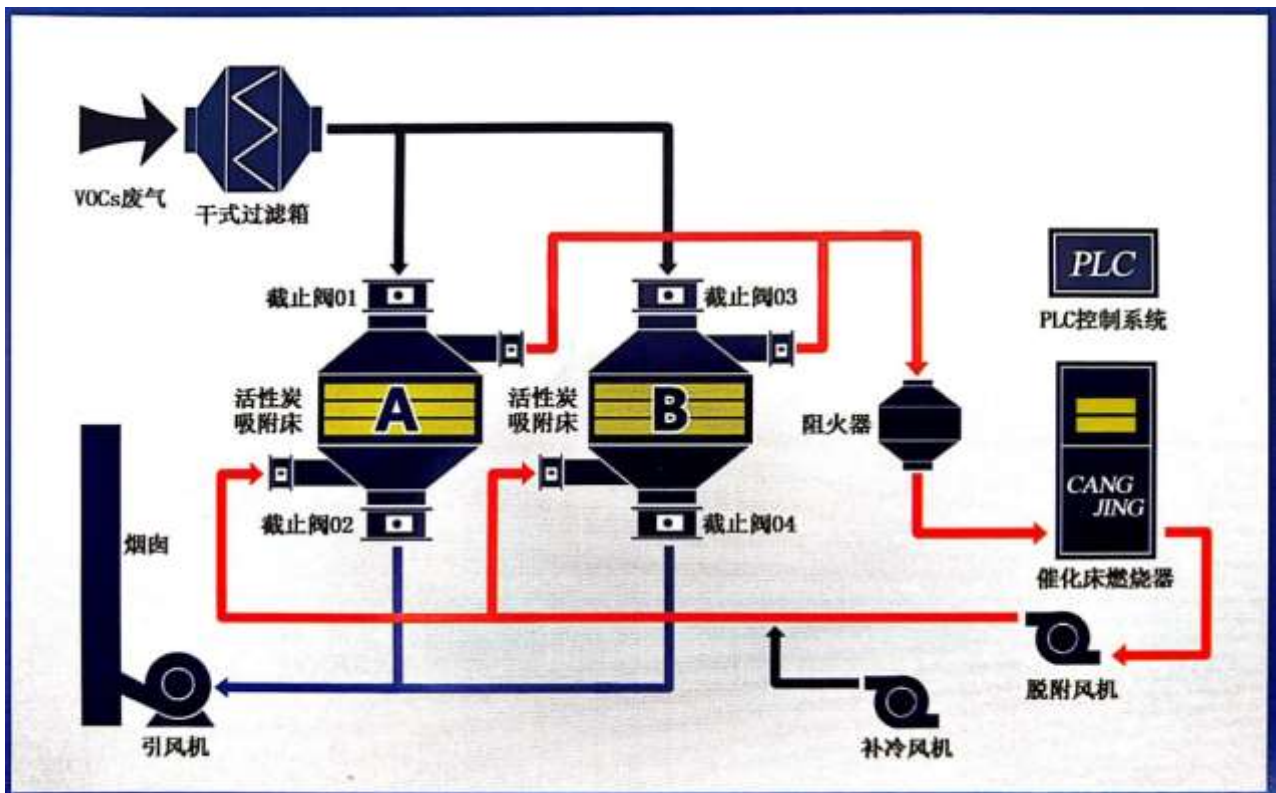 VOCs废气
干式过滤箱
截止阀01
截止阀03
PLC
PLC控制系统
活性炭
吸附床
A
活性炭
吸附床
B
阻火器
CANG
JING
截止阀02
截止阀04
烟囱
催化床燃烧器
脱附风机
引风机
补冷风机